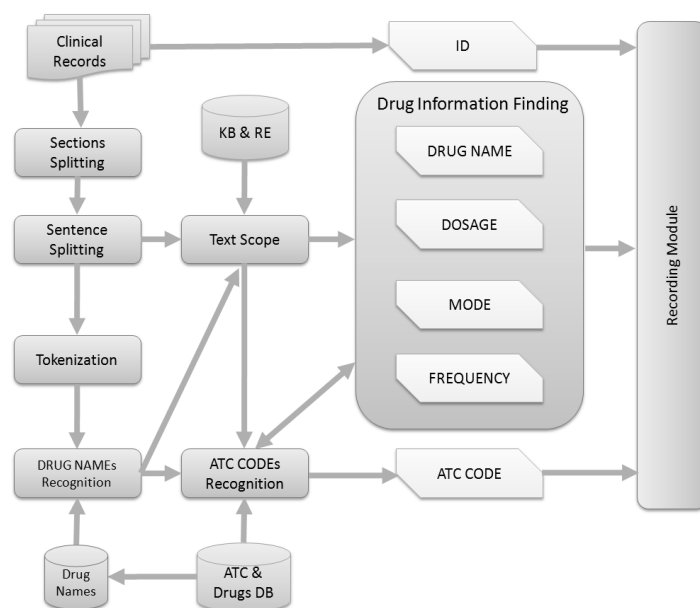 Clinical
Records
ID
KB & RE
Drug Information Finding
DRUG NAME
DOSAGE
MODE
FREQUENCY
Sections
Splitting
Sentence
Splitting
Text Scope
Tokenization
DRUG NAMEs
Recognition
ATC CODEs
Recognition
ATC CODE
Drug
Names
ATC &
Drugs DB
Recording Module